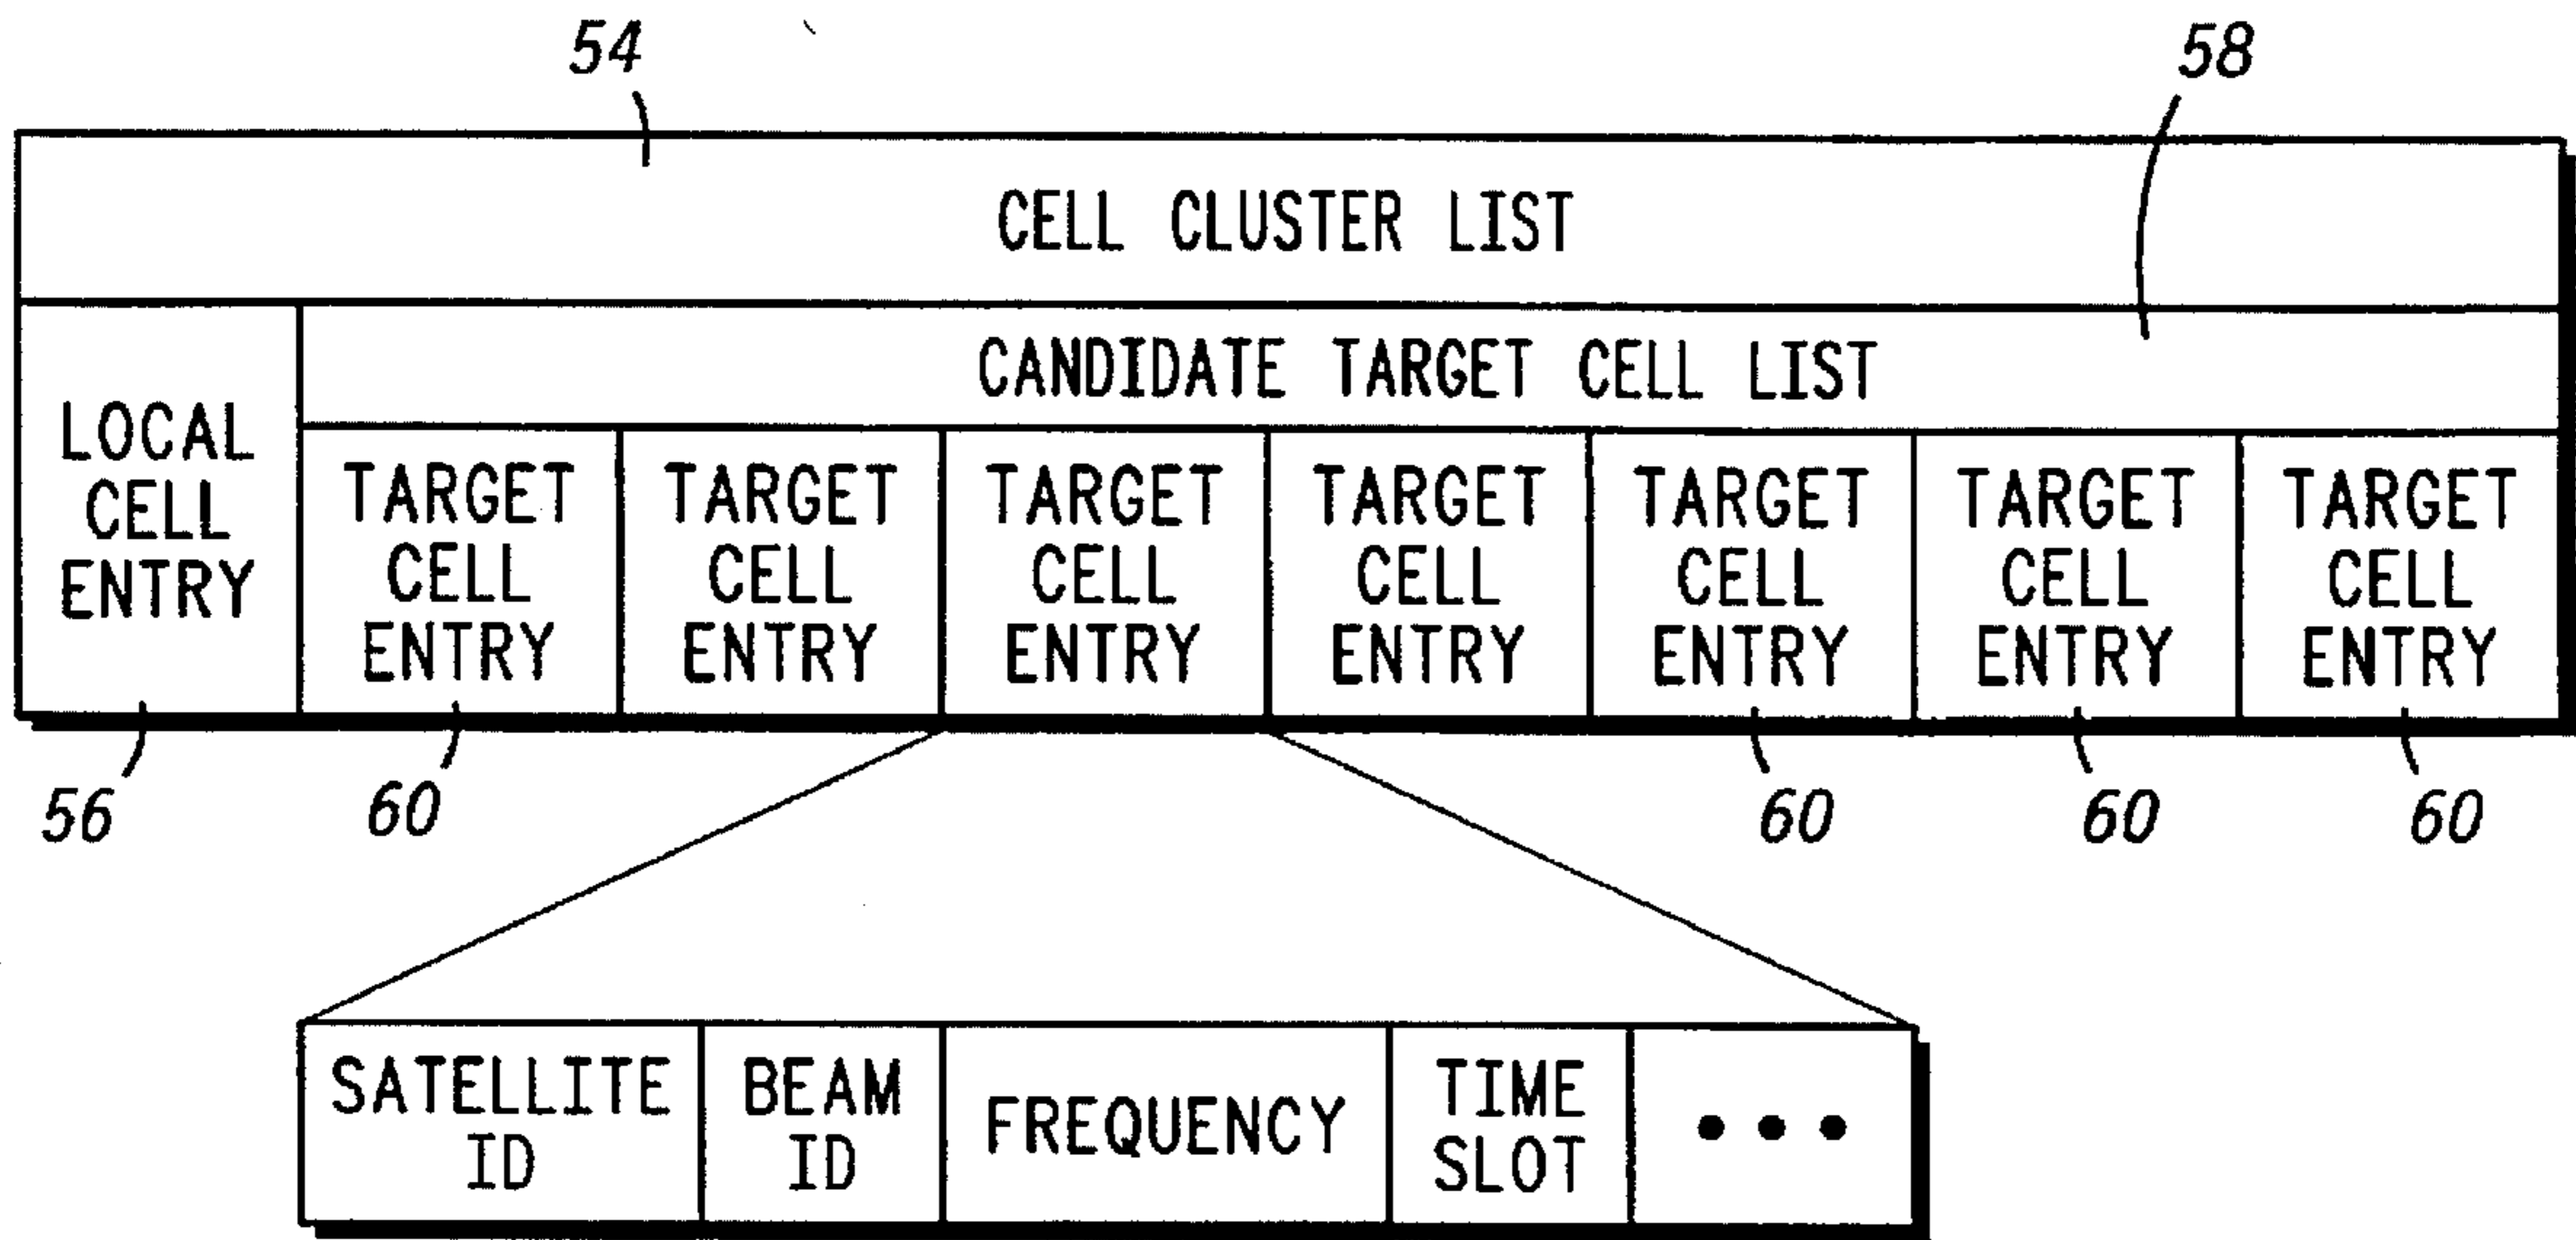 54
58
CELL CLUSTER LIST
CANDIDATE TARGET CELL LIST
LOCAL
CELL
ENTRY
TARGET
CELL
ENTRY
TARGET
CELL
ENTRY
TARGET
CELL
ENTRY
TARGET
CELL
ENTRY
TARGET
CELL
ENTRY
TARGET
CELL
ENTRY
TARGET
CELL
ENTRY
56
60
60
60
60
SATELLITE
ID
BEAM
ID
FREQUENCY
TIME
SLOT
•••